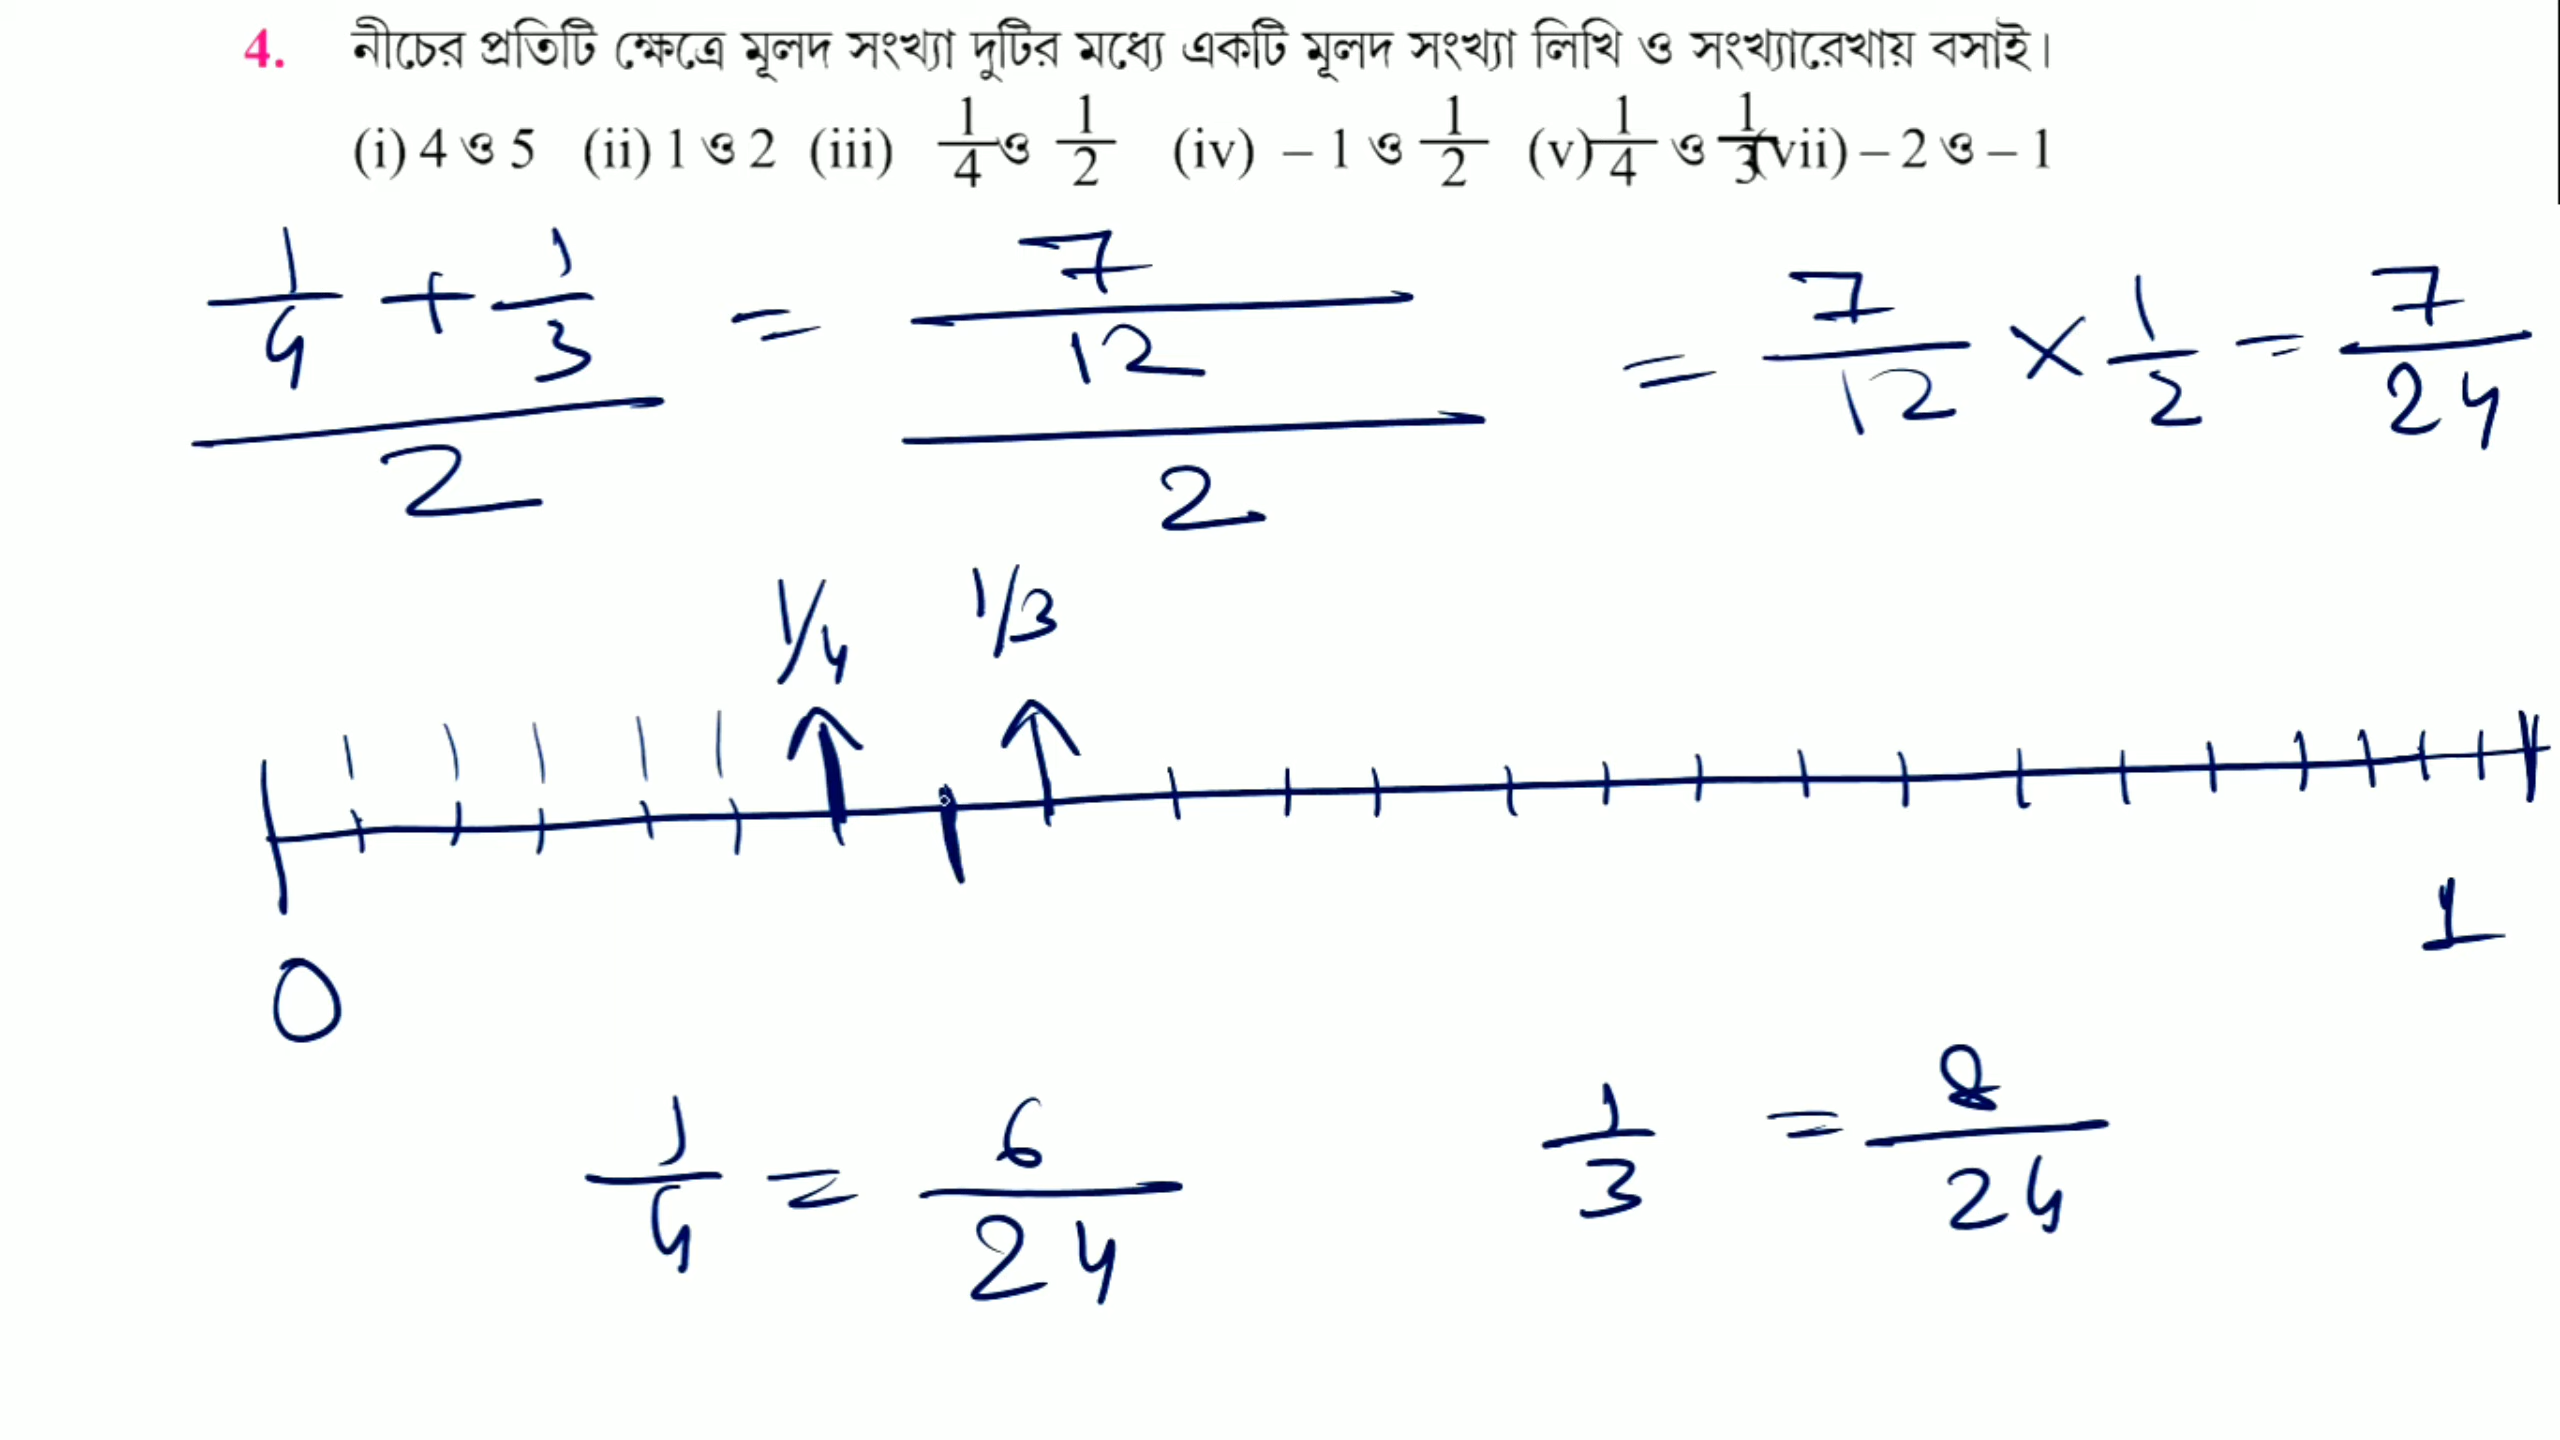 4. নীচের প্রতিটি ক্ষেত্রে মূলদ সংখ্যা দুটির মধ্যে একটি মূলদ সংখ্যা লিখি ও সংখ্যারেখায় বসাই।
(i) 4 ও 5 (ii) 1 ও 2 (iii) 1/4 ও 1/2 (iv) – 1 ও 1/2 (v) 1/4 ও 1/3 (vii) – 2 ও – 1
(1/4 + 1/3)/2 = (7/12)/2 = 7/12 × 1/2 = 7/24
1/4 1/3
0 1
1/4 = 6/24 1/3 = 8/24